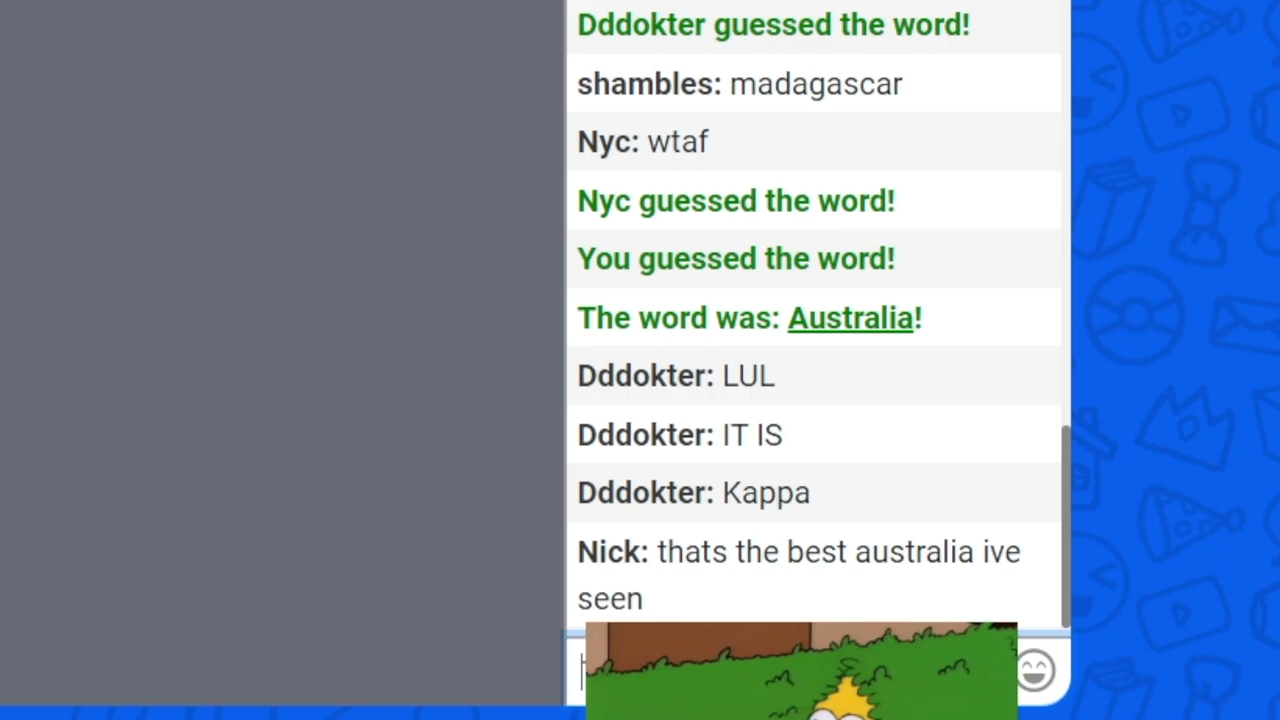 Dddokter guessed the word!
shambles: madagascar
Nyc: wtaf
Nyc guessed the word!
You guessed the word!
The word was: Australia!
Dddokter: LUL
Dddokter: IT IS
Dddokter: Kappa
Nick: thats the best australia ive
seen